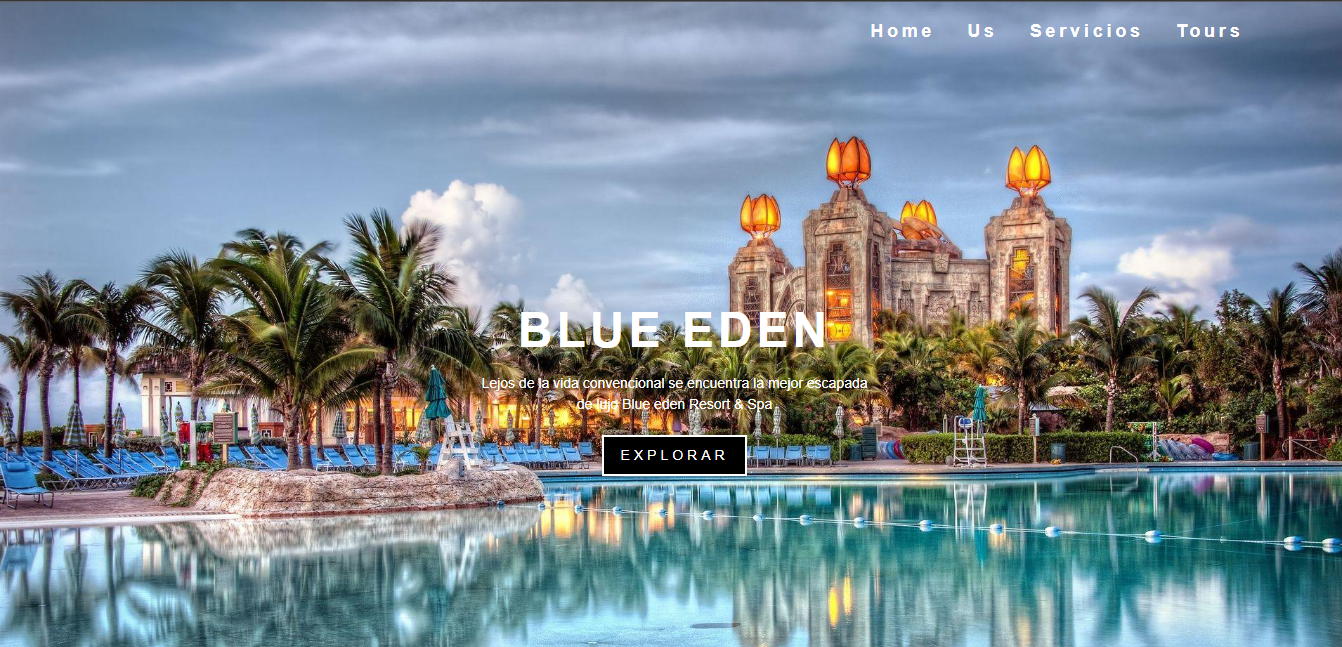 Home Us Servicios Tours
BLUE EDEN
Lejos de la vida convencional se encuentra la mejor escapada
de lujo Blue eden Resort & Spa
EXPLORAR